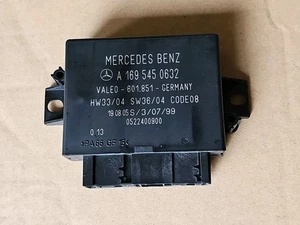 MERCEDES BENZ
A 169 545 0632
VALEO - 601.851 - GERMANY
HW33/04 SW36/04 CODE08
19.08.05 S/3/07/99
0522400900
0 13